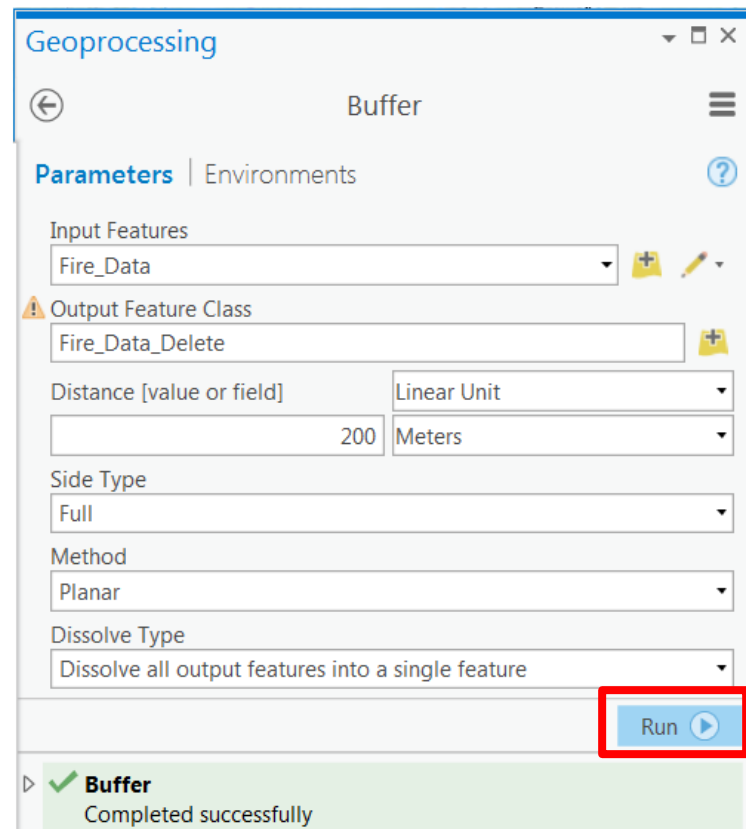 Geoprocessing
Buffer
Parameters | Environments
?
Input Features
Fire_Data
Output Feature Class
Fire_Data_Delete
Distance [value or field] Linear Unit
200 Meters
Side Type
Full
Method
Planar
Dissolve Type
Dissolve all output features into a single feature
Run
Buffer
Completed successfully